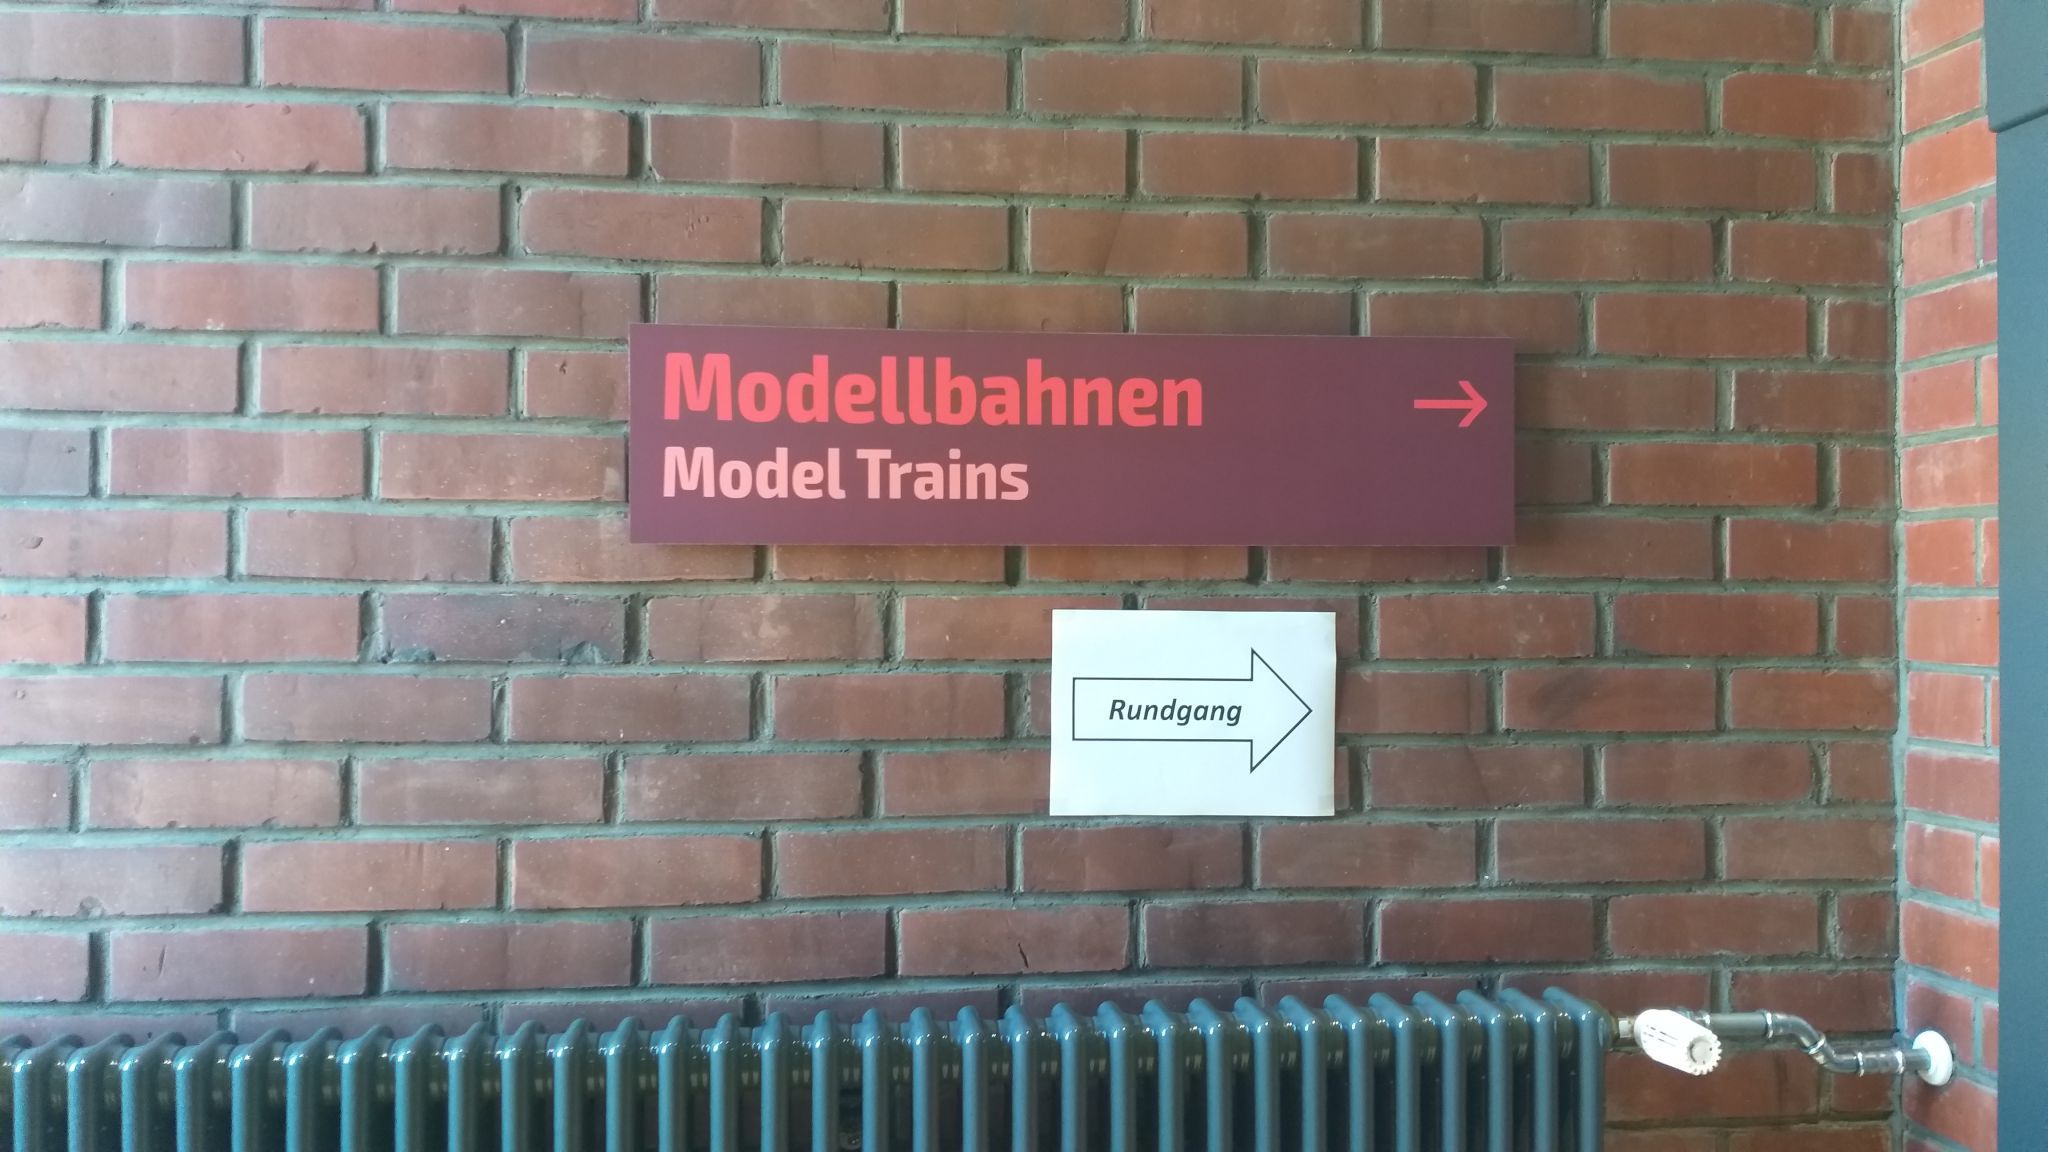 Modellbahnen
Model Trains
Rundgang